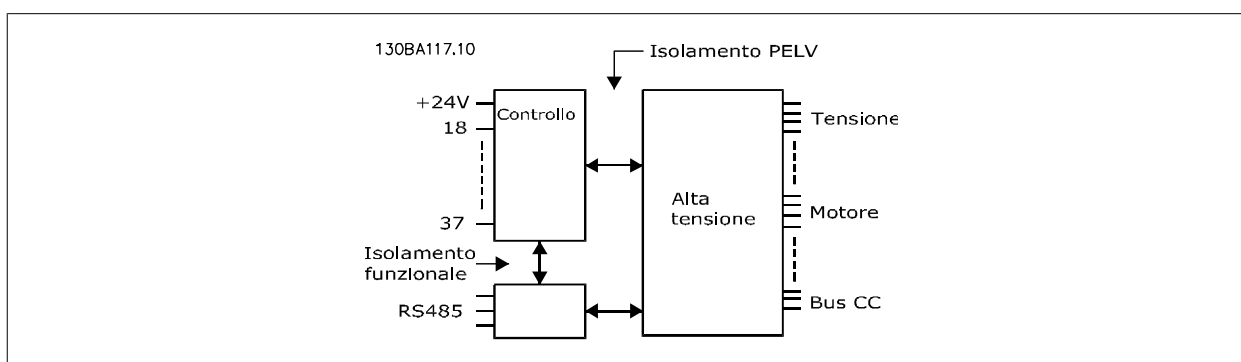 130BA117.10
Isolamento PELV
+24V
Controllo
18
Tensione
Alta
tensione
37
Motore
Isolamento
funzionale
RS485
Bus CC